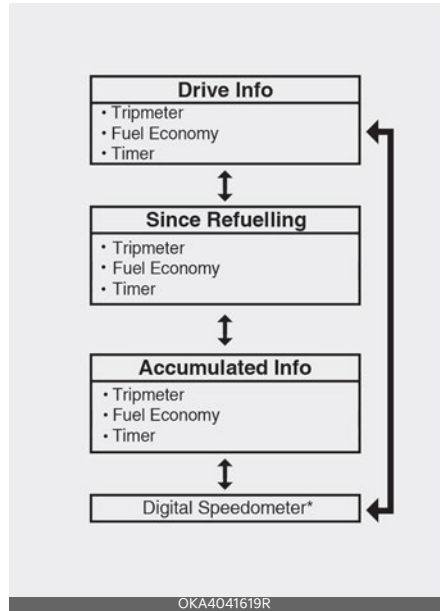 Drive Info
• Tripmeter
• Fuel Economy
• Timer
Since Refuelling
• Tripmeter
• Fuel Economy
• Timer
Accumulated Info
• Tripmeter
• Fuel Economy
• Timer
Digital Speedometer*
OKA4041619R